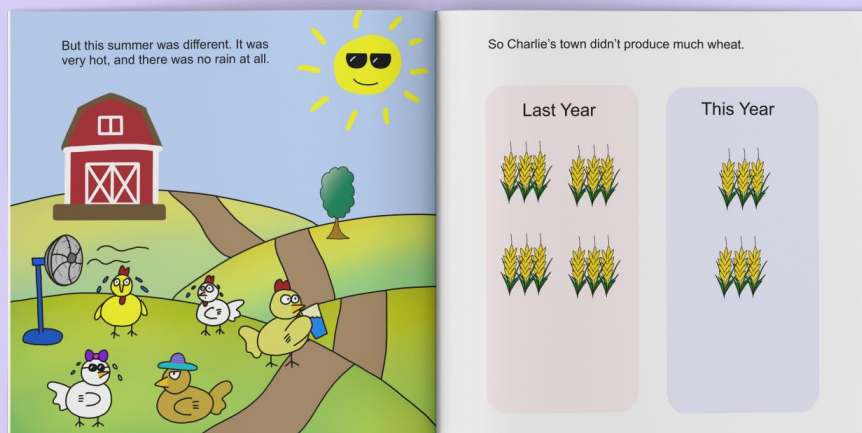 But this summer was different. It was
very hot, and there was no rain at all.
So Charlie's town didn't produce much wheat.
Last Year
This Year